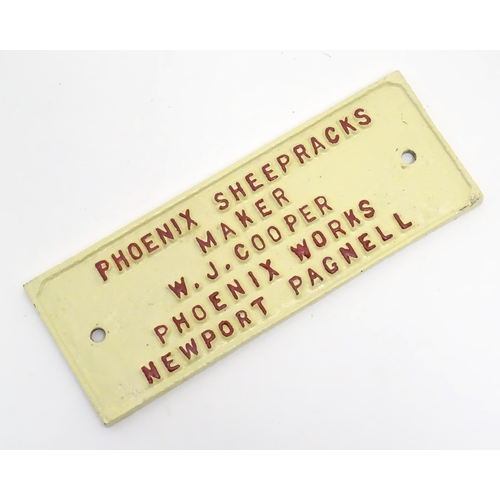 PHOENIX SHEEPRACKS
MAKER
W.J.COOPER
PHOENIX WORKS
NEWPORT PAGNELL